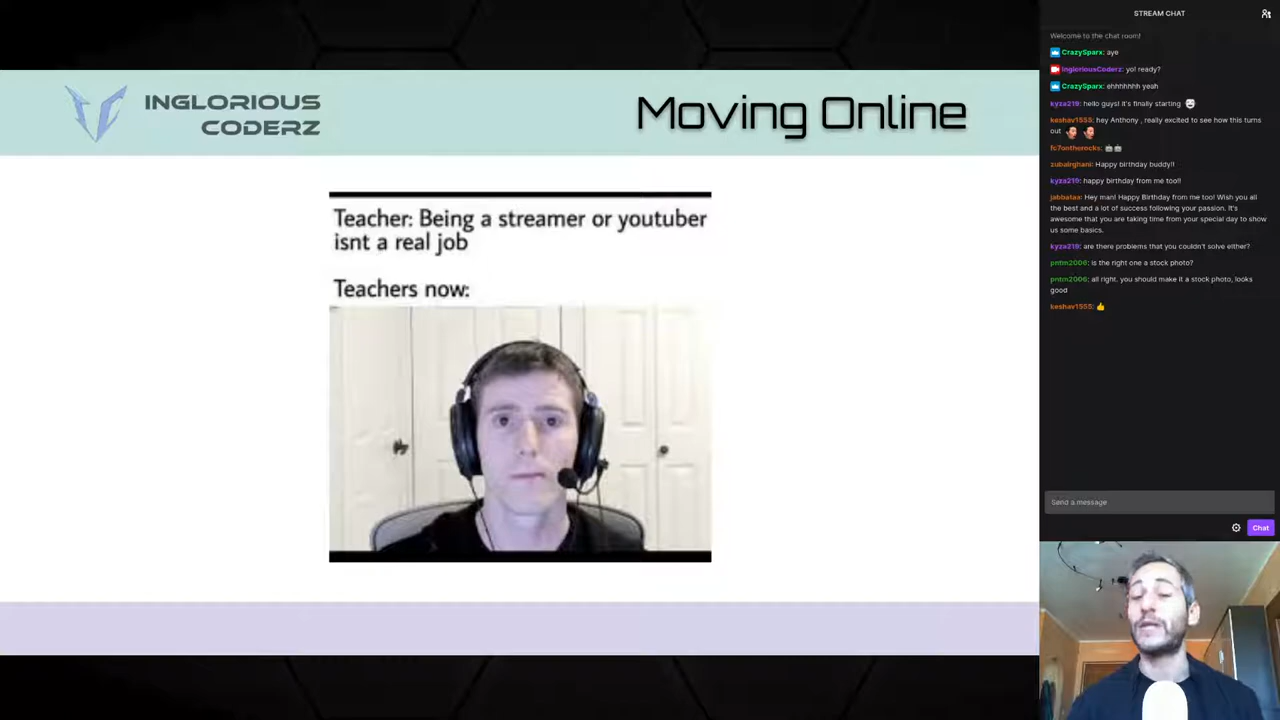 INGLORIOUS
CODERZ
Moving Online
Teacher: Being a streamer or youtuber
isnt a real job
Teachers now:
STREAM CHAT
Welcome to the chat room!
CrazySparx: aye
IngloriousCoderz: yo! ready?
CrazySparx: ehhhhhhh yeah
kyza219: hello guys! it's finally starting
keshav1555: hey Anthony , really excited to see how this turns
out
fc7ontherocks:
zubairghani: Happy birthday buddy!!
kyza219: happy birthday from me too!!
jabbatax: Hey man! Happy Birthday from me too! Wish you all
the best and a lot of success following your passion. It's
awesome that you are taking time from your special day to show
us some basics.
kyza219: are there problems that you couldn't solve either?
pntm2006: is the right one a stock photo?
pntm2006: all right. you should make it a stock photo, looks
good
keshav1555:
Send a message
Chat